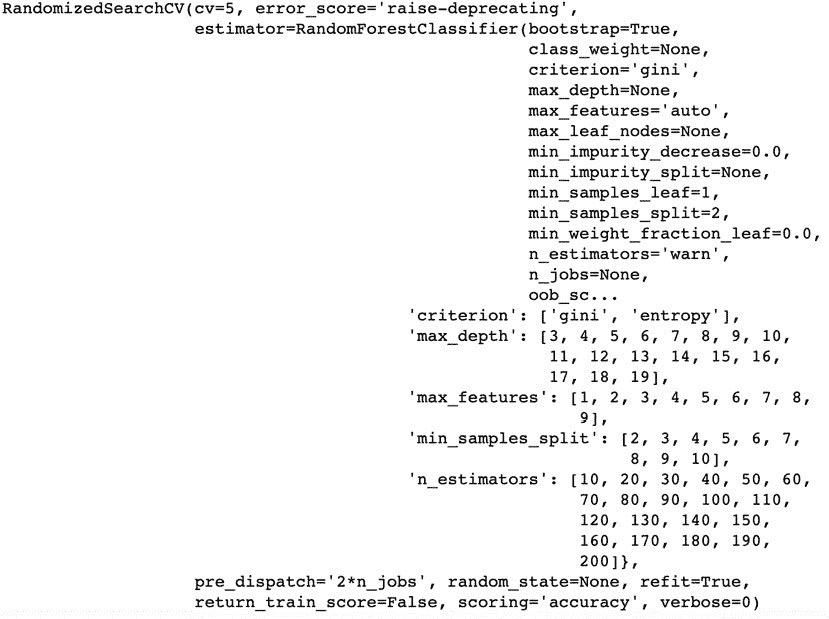 RandomizedSearchCV(cv=5, error_score='raise-deprecating',
estimator=RandomForestClassifier(bootstrap=True,
class_weight=None,
criterion='gini',
max_depth=None,
max_features='auto',
max_leaf_nodes=None,
min_impurity_decrease=0.0,
min_impurity_split=None,
min_samples_leaf=1,
min_samples_split=2,
min_weight_fraction_leaf=0.0,
n_estimators='warn',
n_jobs=None,
oob_sc...
'criterion': ['gini', 'entropy'],
'max_depth': [3, 4, 5, 6, 7, 8, 9, 10,
11, 12, 13, 14, 15, 16,
17, 18, 19],
'max_features': [1, 2, 3, 4, 5, 6, 7, 8,
9],
'min_samples_split': [2, 3, 4, 5, 6, 7,
8, 9, 10],
'n_estimators': [10, 20, 30, 40, 50, 60,
70, 80, 90, 100, 110,
120, 130, 140, 150,
160, 170, 180, 190,
200]},
pre_dispatch='2*n_jobs', random_state=None, refit=True,
return_train_score=False, scoring='accuracy', verbose=0)